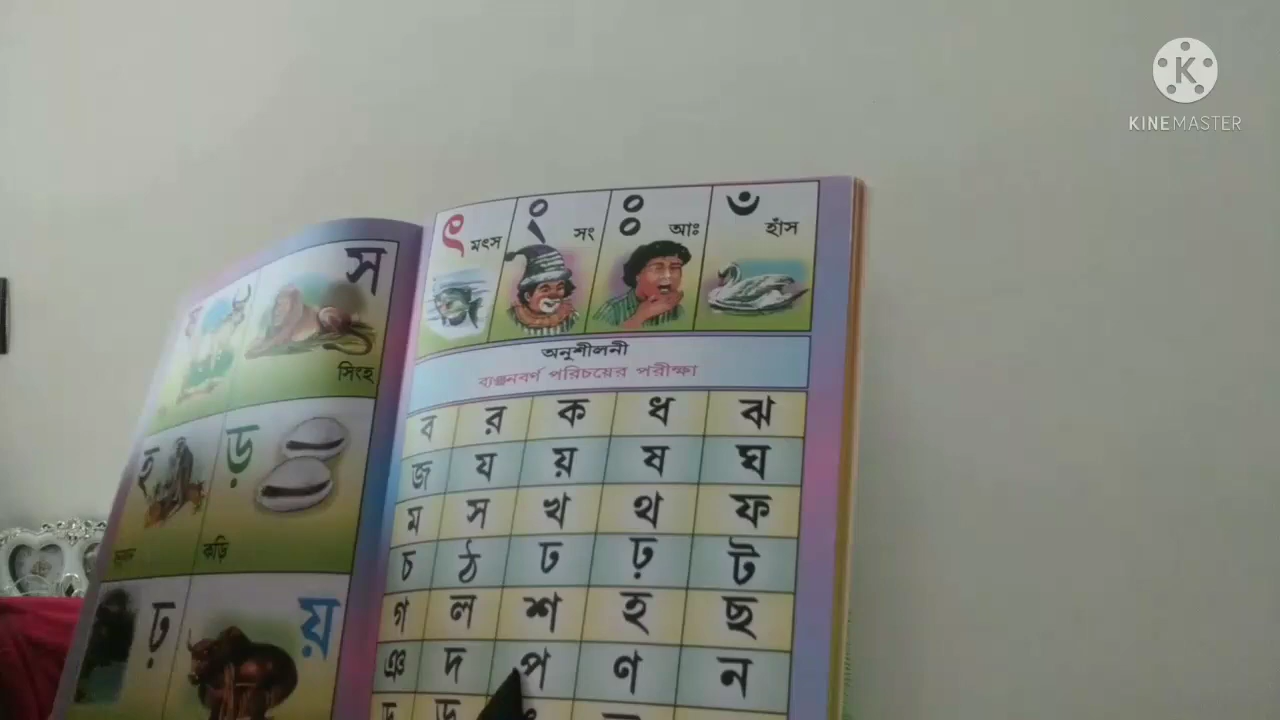 স
সিংহ
ড়
হ
কড়ি
ঢ়
য়
ৎ মৎস
ং সং
ঃ আঃ
ঁ হাঁস
অনুশীলনী
ব্যঞ্জনবর্ণ পরিচয়ের পরীক্ষা
ব র ক ধ ঝ
জ য য় ষ ঘ
ম স খ থ ফ
চ ঠ ঢ ঢ় ট
গ ল শ হ ছ
ঞ দ প ণ ন
KINEMASTER